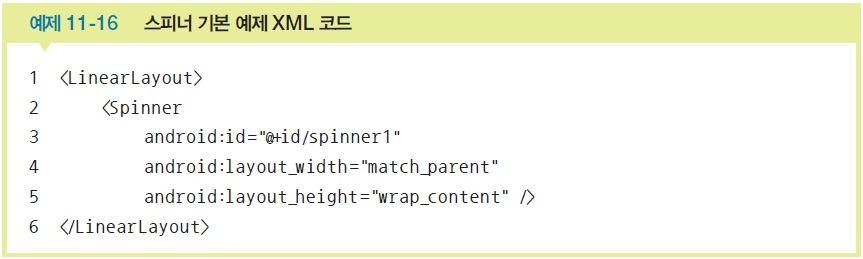 예제 11-16 스피너 기본 예제 XML 코드
1 <LinearLayout>
2 <Spinner
3 android:id="@+id/spinner1"
4 android:layout_width="match_parent"
5 android:layout_height="wrap_content" />
6 </LinearLayout>